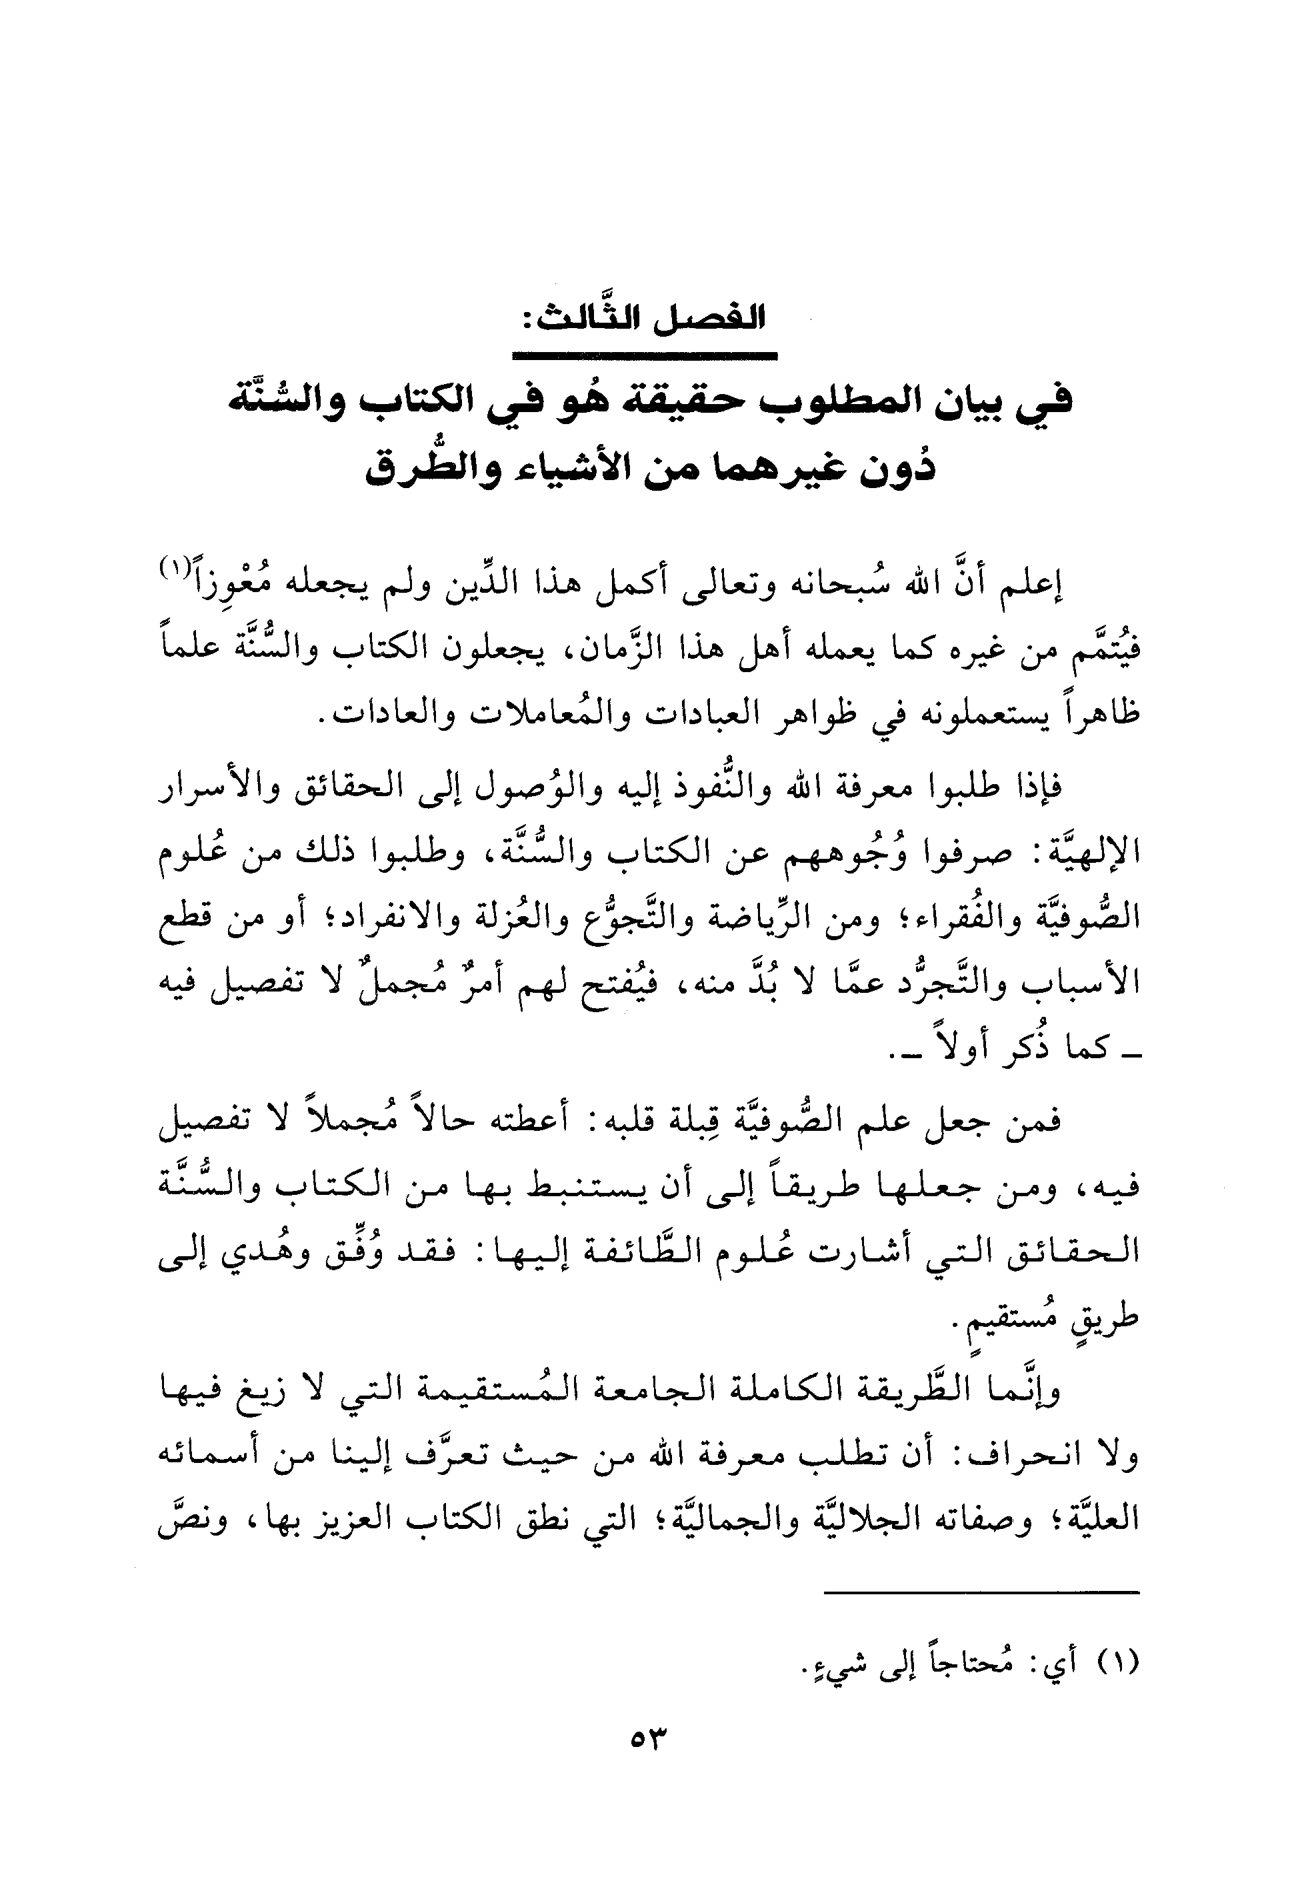 الفصل الثَّالث:
في بيان المطلوب حقيقة هُو في الكتاب والسُّنَّة
دُون غيرهما من الأشياء والطُّرق
إعلم أنَّ الله سُبحانه وتعالى أكمل هذا الدِّين ولم يجعله مُعْوِزاً(١)
فيُتمَّم من غيره كما يعمله أهل هذا الزَّمان، يجعلون الكتاب والسُّنَّة علماً
ظاهراً يستعملونه في ظواهر العبادات والمُعاملات والعادات.
فإذا طلبوا معرفة الله والنُّفوذ إليه والوُصول إلى الحقائق والأسرار
الإلهيَّة: صرفوا وُجُوههم عن الكتاب والسُّنَّة، وطلبوا ذلك من عُلوم
الصُّوفيَّة والفُقراء؛ ومن الرِّياضة والتَّجوُّع والعُزلة والانفراد؛ أو من قطع
الأسباب والتَّجرُّد عمَّا لا بُدَّ منه، فيُفتح لهم أمرٌ مُجملٌ لا تفصيل فيه
ـ كما ذُكر أولاً ـ.
فمن جعل علم الصُّوفيَّة قِبلة قلبه: أعطته حالاً مُجملاً لا تفصيل
فيه، ومن جعلها طريقاً إلى أن يستنبط بها من الكتاب والسُّنَّة
الحقائق التي أشارت عُلوم الطَّائفة إليها: فقد وُفِّق وهُدي إلى
طريقٍ مُستقيمٍ.
وإنَّما الطَّريقة الكاملة الجامعة المُستقيمة التي لا زيغ فيها
ولا انحراف: أن تطلب معرفة الله من حيث تعرَّف إلينا من أسمائه
العليَّة؛ وصفاته الجلاليَّة والجماليَّة؛ التي نطق الكتاب العزيز بها، ونصَّ
(١) أي: مُحتاجاً إلى شيءٍ.
٥٣